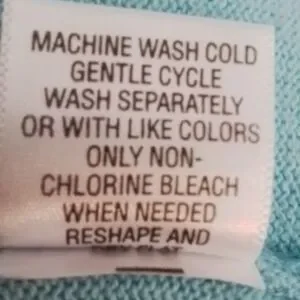 MACHINE WASH COLD
GENTLE CYCLE
WASH SEPARATELY
OR WITH LIKE COLORS
ONLY NON-
CHLORINE BLEACH
WHEN NEEDED
RESHAPE AND